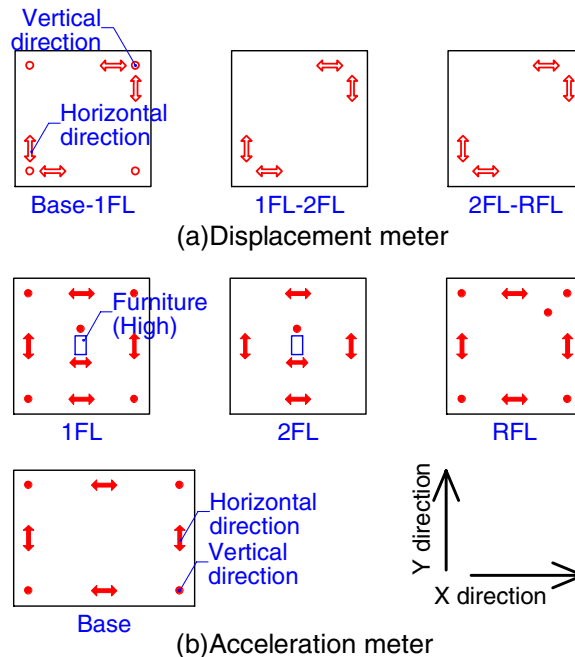 Vertical
direction
Horizontal
direction
Base-1FL
1FL-2FL
2FL-RFL
(a)Displacement meter
Furniture
(High)
1FL
2FL
RFL
Horizontal
direction
Vertical
direction
Base
Y direction
X direction
(b)Acceleration meter